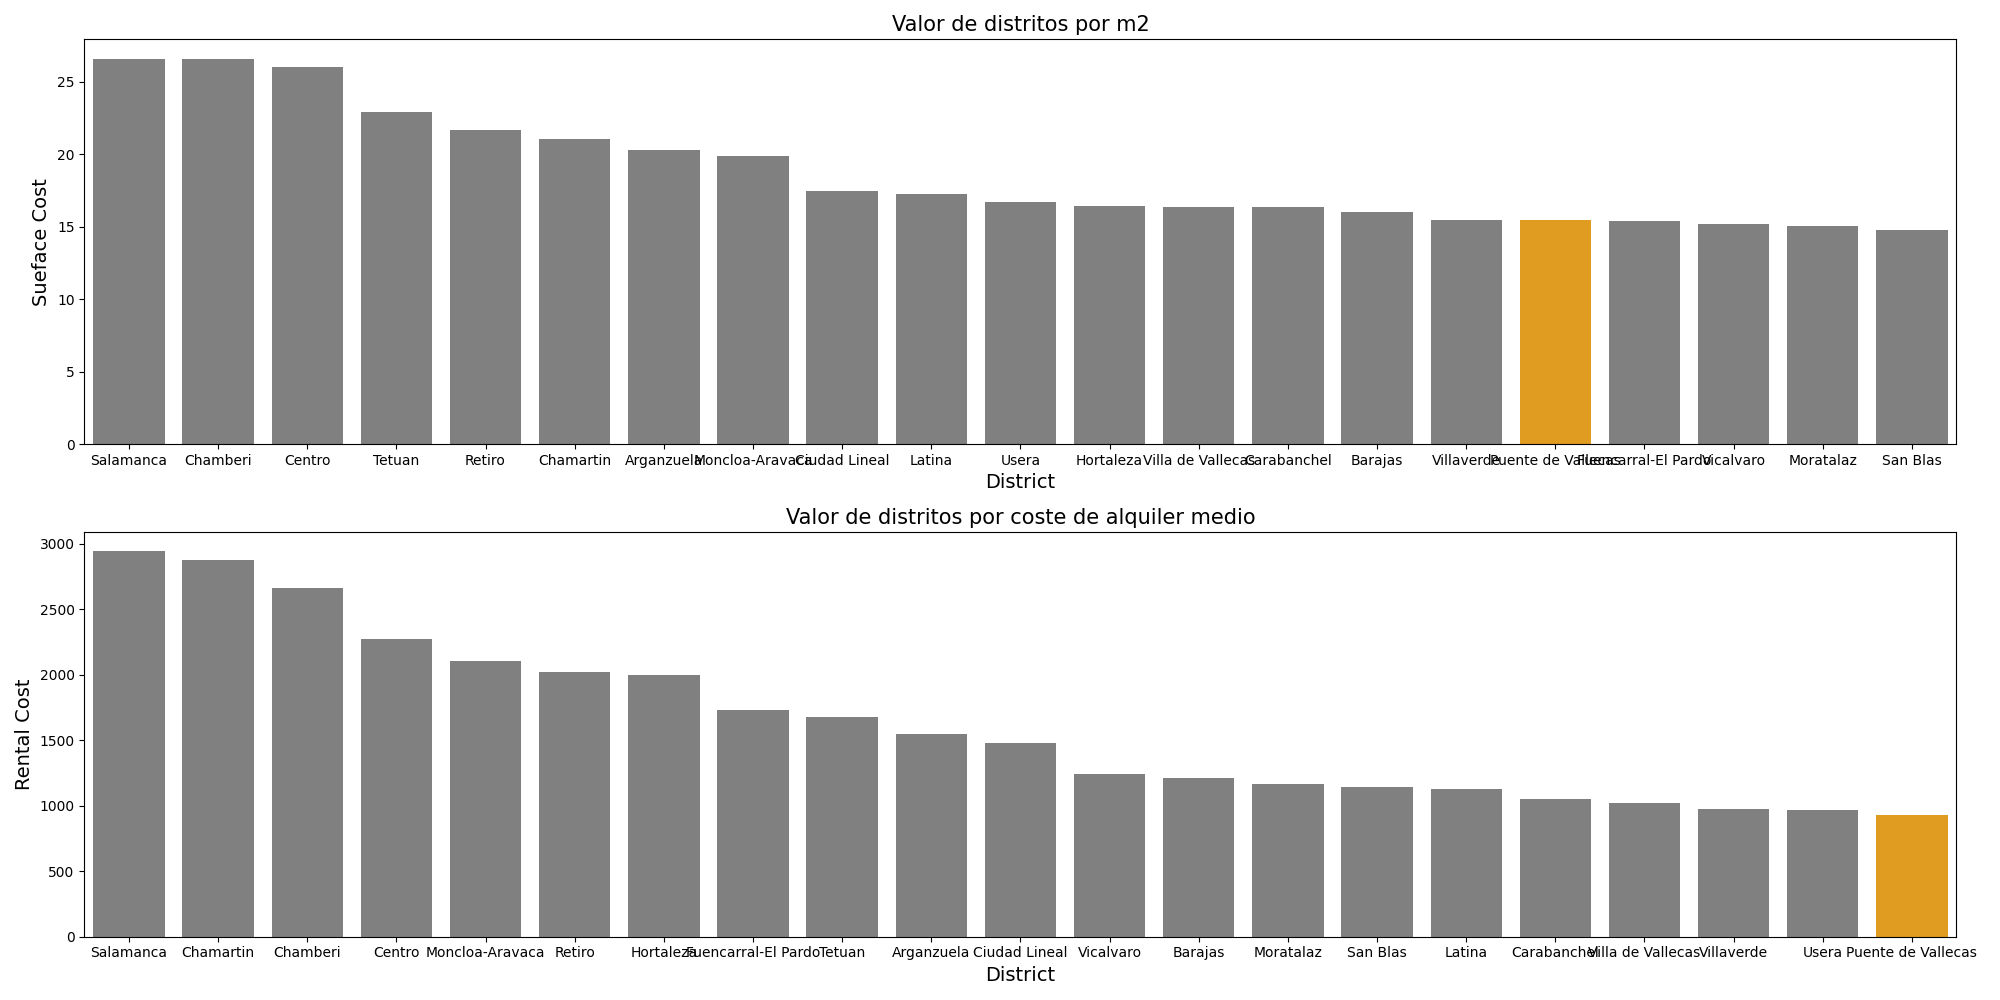 Valor de distritos por m2
Sueface Cost
25
20
15
10
5
0
Salamanca Chamberi Centro Tetuan Retiro Chamartin Arganzuela Moncloa-Aravaca Ciudad Lineal Latina Usera Hortaleza Villa de Vallecas Carabanchel Barajas Villaverde Puente de Vallecas Fuencarral-El Pardo Vicalvaro Moratalaz San Blas
District
Valor de distritos por coste de alquiler medio
Rental Cost
3000
2500
2000
1500
1000
500
0
Salamanca Chamartin Chamberi Centro Moncloa-Aravaca Retiro Hortaleza Fuencarral-El Pardo Tetuan Arganzuela Ciudad Lineal Vicalvaro Barajas Moratalaz San Blas Latina Carabanchel Villa de Vallecas Villaverde Usera Puente de Vallecas
District